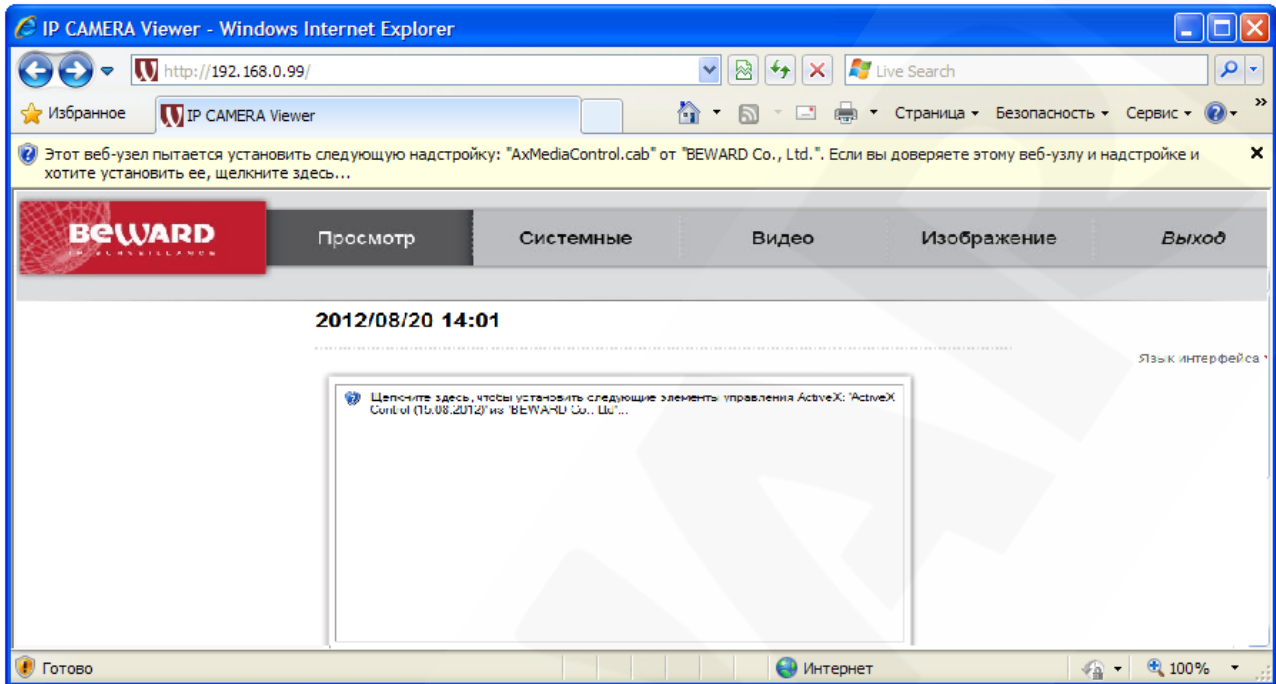 IP CAMERA Viewer - Windows Internet Explorer
http://192.168.0.99/
Live Search
Избранное
IP CAMERA Viewer
Страница
Безопасность
Сервис
Этот веб-узел пытается установить следующую надстройку: "AxMediaControl.cab" от "BEWARD Co., Ltd.". Если вы доверяете этому веб-узлу и надстройке и
хотите установить ее, щелкните здесь...
BEWARD
Просмотр
Системные
Видео
Изображение
Выход
2012/08/20 14:01
Язык интерфейса
Щелкните здесь, чтобы установить следующие элементы управления ActiveX: "ActiveX
Control (15.08.2012)"из "BEWARD Co., Ltd"...
Готово
Интернет
100%